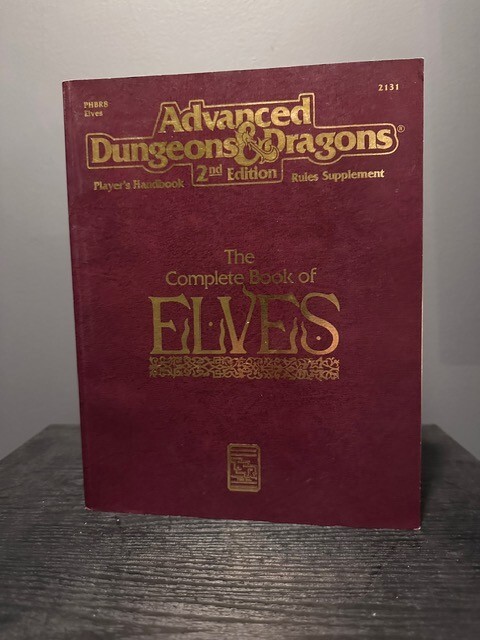 PHBR8
Elves
2131
Advanced
Dungeons & Dragons®
2nd Edition
Player's Handbook
Rules Supplement
The
Complete Book of
ELVES